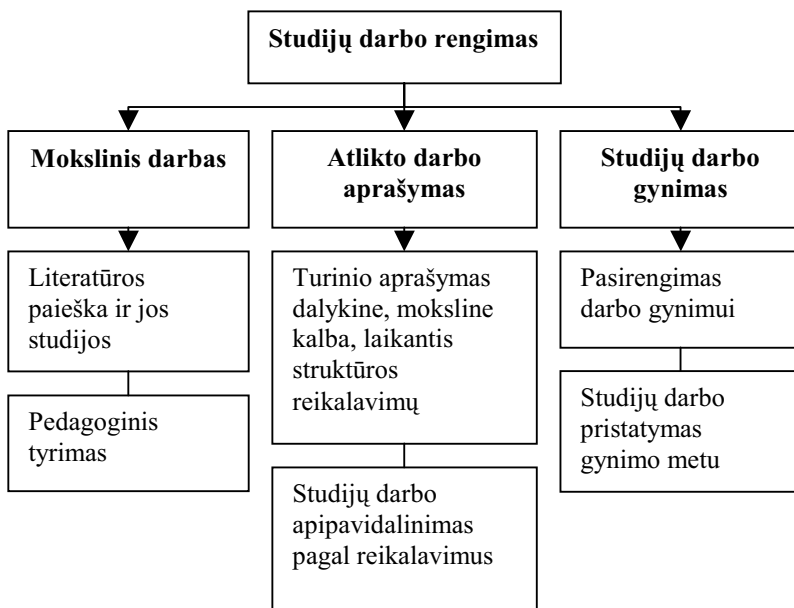 Studijų darbo rengimas
Mokslinis darbas
Atlikto darbo
aprašymas
Studijų darbo
gynimas
Literatūros
paieška ir jos
studijos
Pedagoginis
tyrimas
Turinio aprašymas
dalykine, moksline
kalba, laikantis
struktūros
reikalavimų
Studijų darbo
apipavidalinimas
pagal reikalavimus
Pasirengimas
darbo gynimui
Studijų darbo
pristatymas
gynimo metu